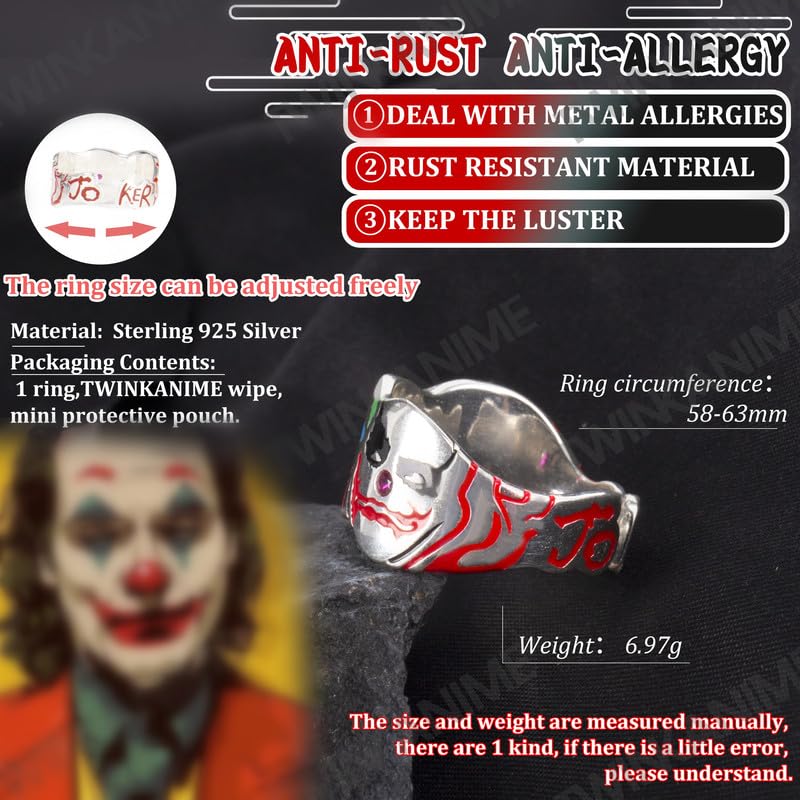 ANTI-RUST ANTI-ALLERGY
①DEAL WITH METAL ALLERGIES
②RUST RESISTANT MATERIAL
③KEEP THE LUSTER
JO KER
The ring size can be adjusted freely
Material: Sterling 925 Silver
Packaging Contents:
1 ring,TWINKANIME wipe,
mini protective pouch.
Ring circumference:
58-63mm
JO
Weight: 6.97g
The size and weight are measured manually,
there are 1 kind, if there is a little error,
please understand.
TWINKANIME